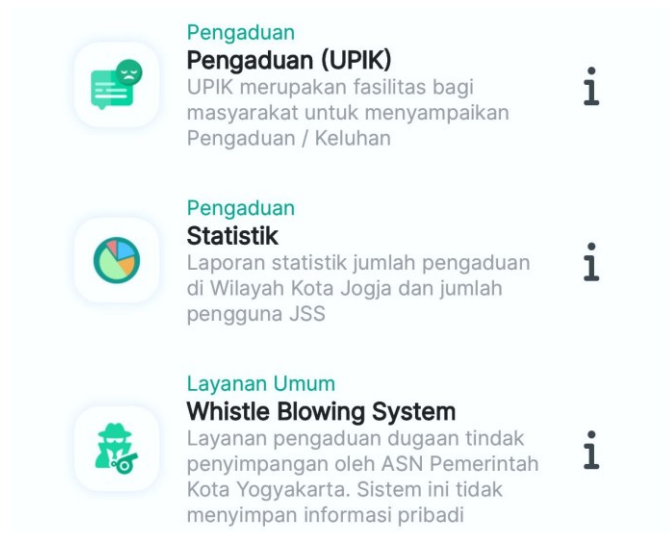 Pengaduan
Pengaduan (UPIK)
UPIK merupakan fasilitas bagi
masyarakat untuk menyampaikan
Pengaduan / Keluhan
Pengaduan
Statistik
Laporan statistik jumlah pengaduan
di Wilayah Kota Jogja dan jumlah
pengguna JSS
Layanan Umum
Whistle Blowing System
Layanan pengaduan dugaan tindak
penyimpangan oleh ASN Pemerintah
Kota Yogyakarta. Sistem ini tidak
menyimpan informasi pribadi